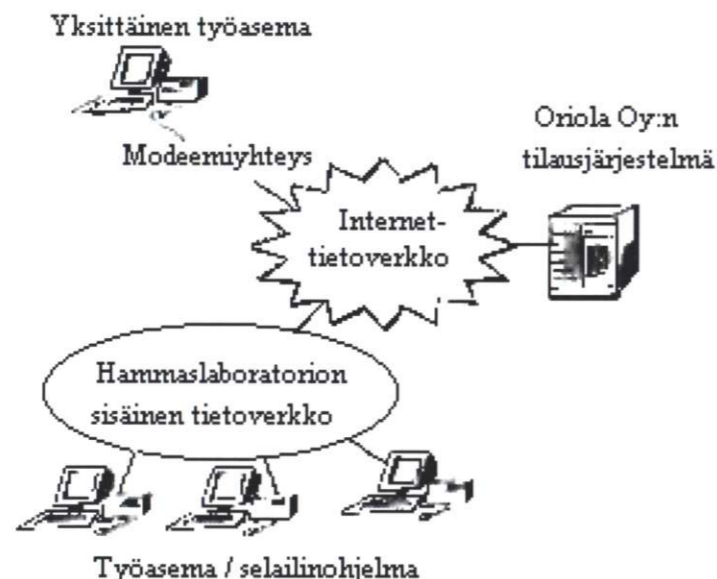 Yksittäinen työasema
Modeemiyhteys
Oriola Oy:n
tilausjärjestelmä
Internet-
tietoverkko
Hammaslaboratorion
sisäinen tietoverkko
Työasema / selailinohjelma